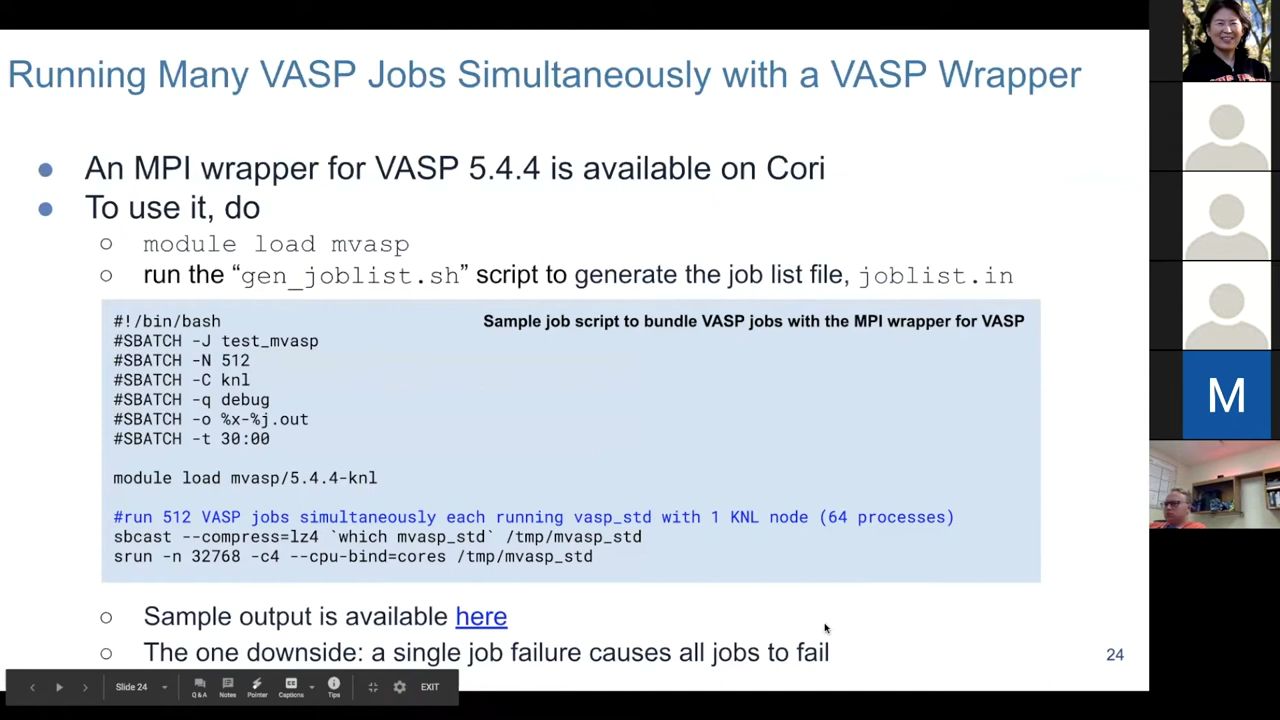 Running Many VASP Jobs Simultaneously with a VASP Wrapper
● An MPI wrapper for VASP 5.4.4 is available on Cori
● To use it, do
○ module load mvasp
○ run the “gen_joblist.sh” script to generate the job list file, joblist.in
#!/bin/bash
Sample job script to bundle VASP jobs with the MPI wrapper for VASP
#SBATCH -J test_mvasp
#SBATCH -N 512
#SBATCH -C knl
#SBATCH -q debug
#SBATCH -o %x-%j.out
#SBATCH -t 30:00
module load mvasp/5.4.4-knl
#run 512 VASP jobs simultaneously each running vasp_std with 1 KNL node (64 processes)
sbcast --compress=lz4 `which mvasp_std` /tmp/mvasp_std
srun -n 32768 -c4 --cpu-bind=cores /tmp/mvasp_std
○ Sample output is available here
○ The one downside: a single job failure causes all jobs to fail
24
Slide 24
Q & A
Notes
Pointer
Captions
Tips
EXIT
M